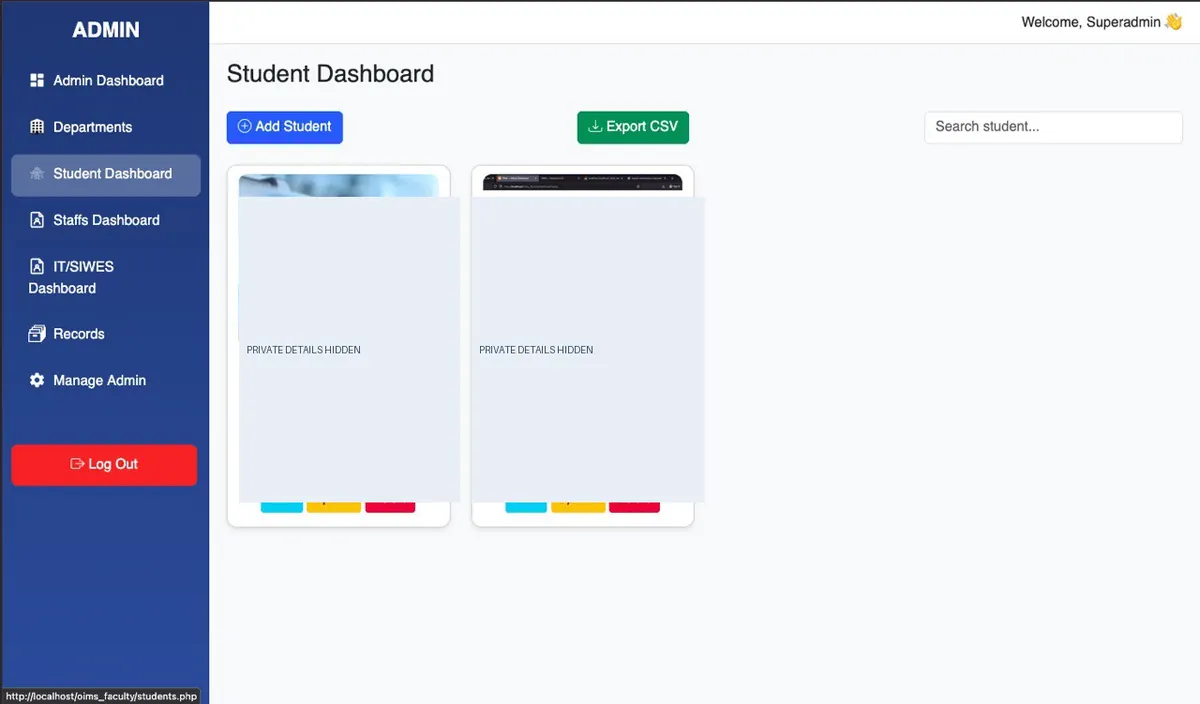 ADMIN
Welcome, Superadmin 👋
Admin Dashboard
Departments
Student Dashboard
Staffs Dashboard
IT/SIWES
Dashboard
Records
Manage Admin
Log Out
Student Dashboard
Add Student
Export CSV
Search student...
PRIVATE DETAILS HIDDEN
PRIVATE DETAILS HIDDEN
http://localhost/oims_faculty/students.php